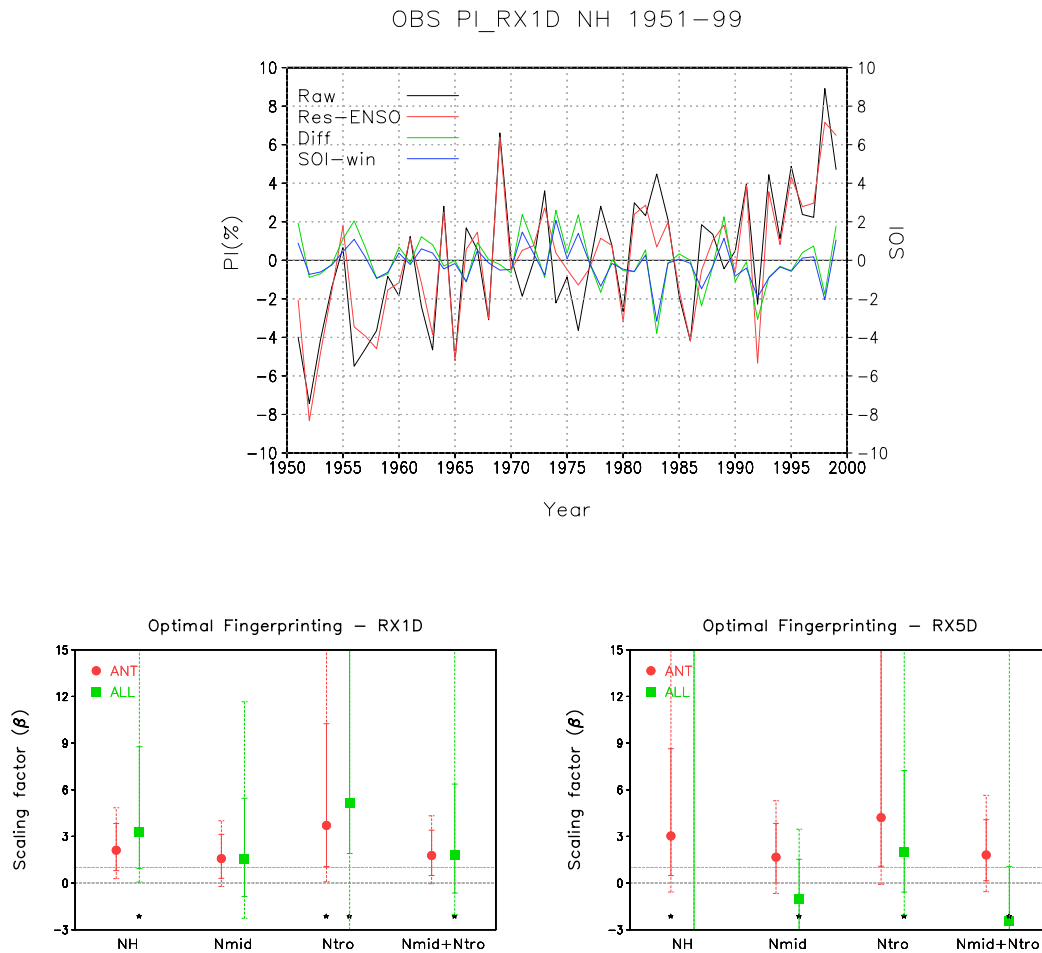 OBS PI_RX1D NH 1951-99
Raw
Res-ENSO
Diff
SOI-win
10
8
6
4
2
0
-2
-4
-6
-8
-10
PI(%)
10
8
6
4
2
0
-2
-4
-6
-8
-10
SOI
1950 1955 1960 1965 1970 1975 1980 1985 1990 1995 2000
Year
Optimal Fingerprinting - RX1D
ANT
ALL
15
12
9
6
3
0
-3
Scaling factor (β)
NH Nmid Ntro Nmid+Ntro
Optimal Fingerprinting - RX5D
ANT
ALL
15
12
9
6
3
0
-3
Scaling factor (β)
NH Nmid Ntro Nmid+Ntro